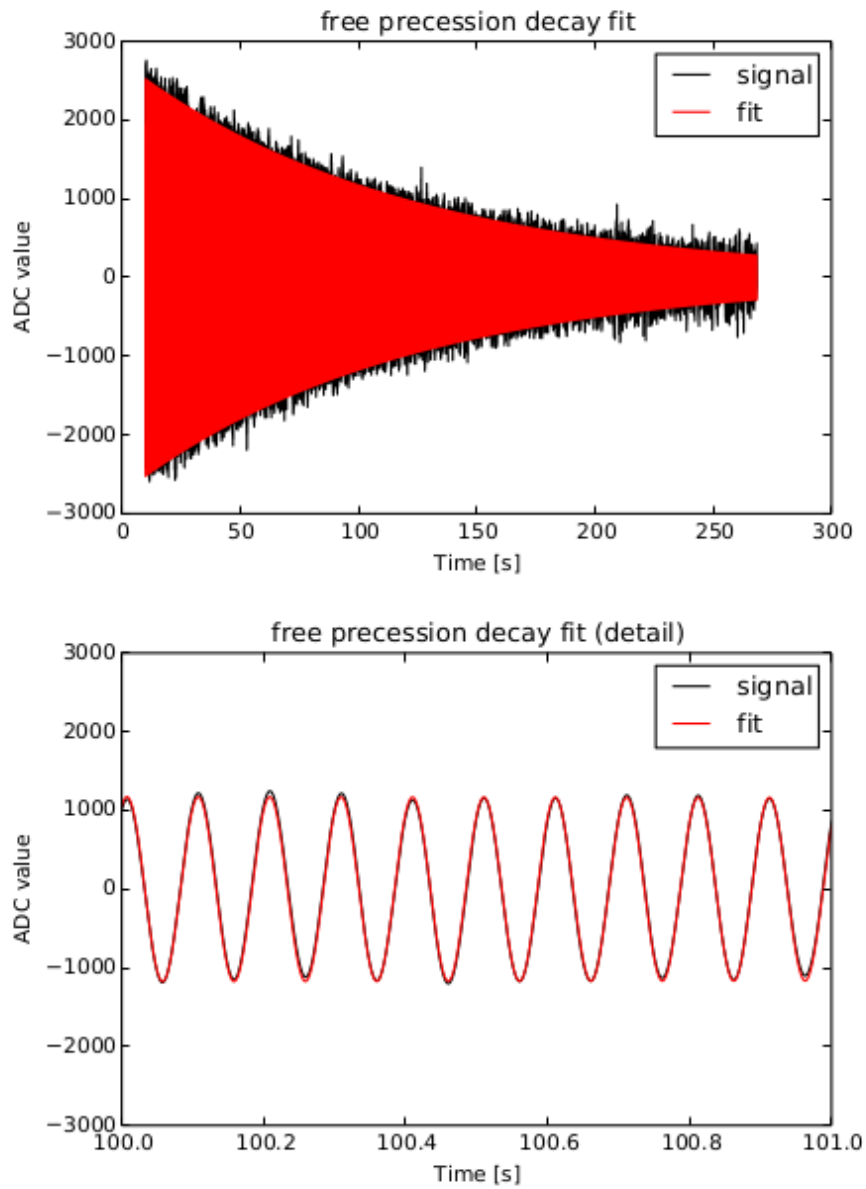 free precession decay fit
3000
2000
1000
0
−1000
−2000
−3000
ADC value
signal
fit
0
50
100
150
200
250
300
Time [s]
free precession decay fit (detail)
3000
2000
1000
0
−1000
−2000
−3000
ADC value
signal
fit
100.0
100.2
100.4
100.6
100.8
101.0
Time [s]